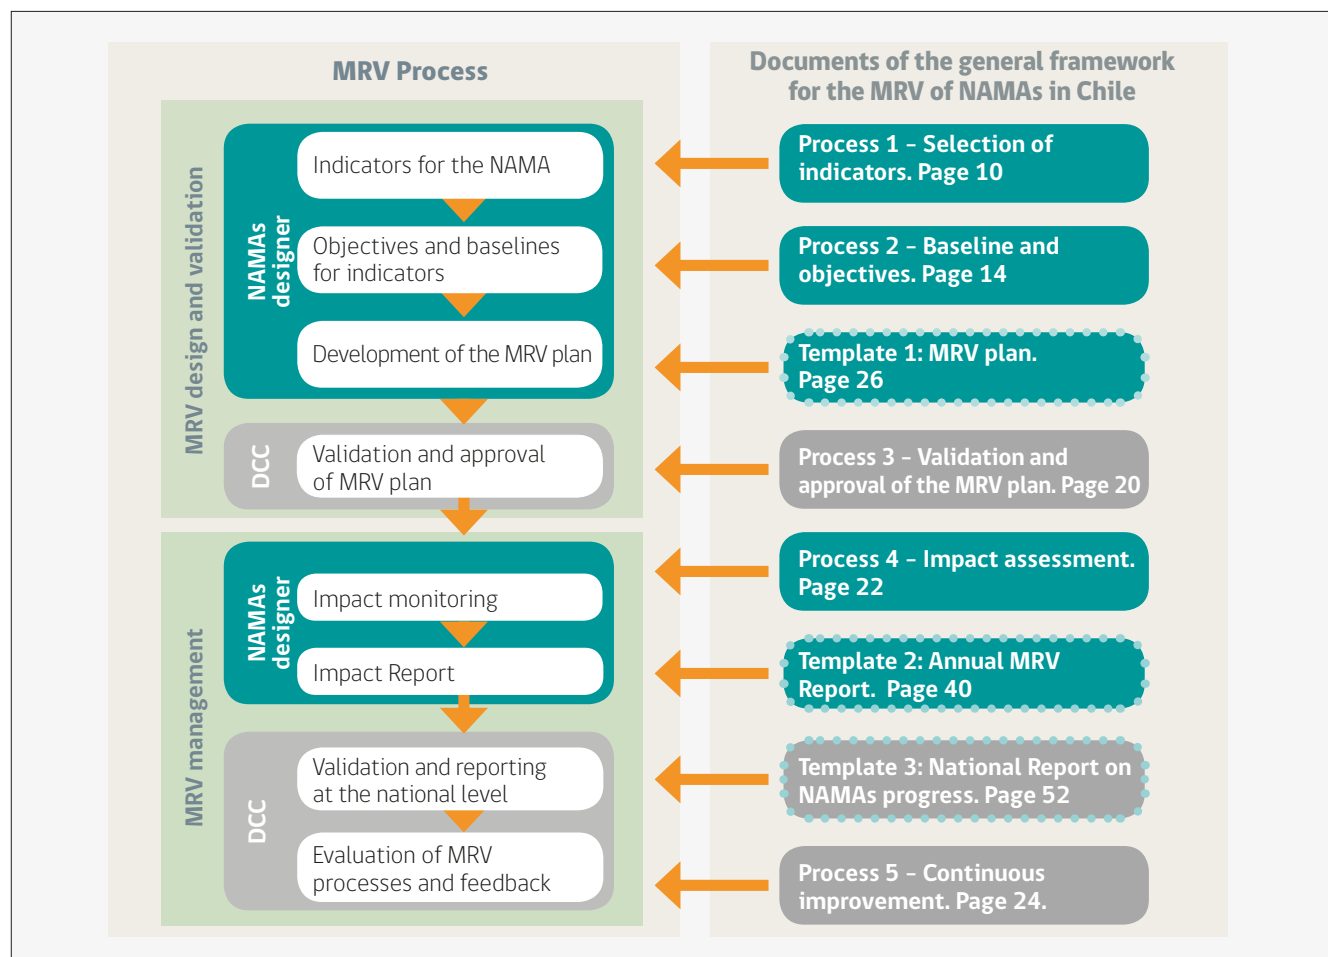 MRV Process
MRV design and validation
NAMAs
designer
Indicators for the NAMA
Objectives and baselines
for indicators
Development of the MRV plan
DCC
Validation and approval
of MRV plan
MRV management
NAMAs
designer
Impact monitoring
Impact Report
DCC
Validation and reporting
at the national level
Evaluation of MRV
processes and feedback
Documents of the general framework
for the MRV of NAMAs in Chile
Process 1 – Selection of
indicators. Page 10
Process 2 – Baseline and
objectives. Page 14
Template 1: MRV plan.
Page 26
Process 3 – Validation and
approval of the MRV plan. Page 20
Process 4 – Impact assessment.
Page 22
Template 2: Annual MRV
Report. Page 40
Template 3: National Report on
NAMAs progress. Page 52
Process 5 – Continuous
improvement. Page 24.